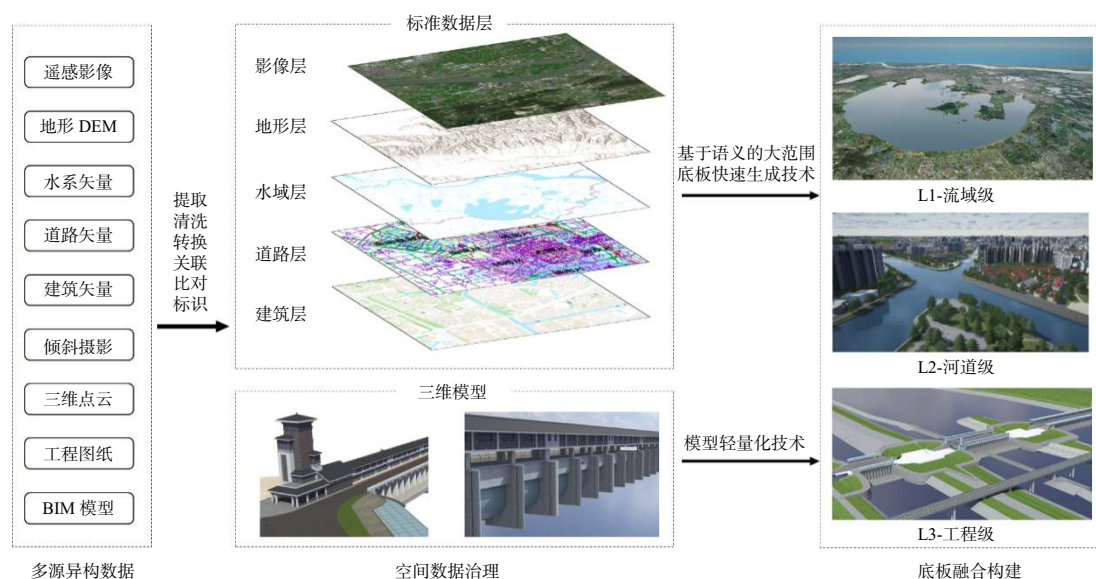 遥感影像
地形 DEM
水系矢量
道路矢量
建筑矢量
倾斜摄影
三维点云
工程图纸
BIM 模型
多源异构数据
提取
清洗
转换
关联
比对
标识
标准数据层
影像层
地形层
水域层
道路层
建筑层
三维模型
空间数据治理
基于语义的大范围
底板快速生成技术
模型轻量化技术
L1-流域级
L2-河道级
L3-工程级
底板融合构建